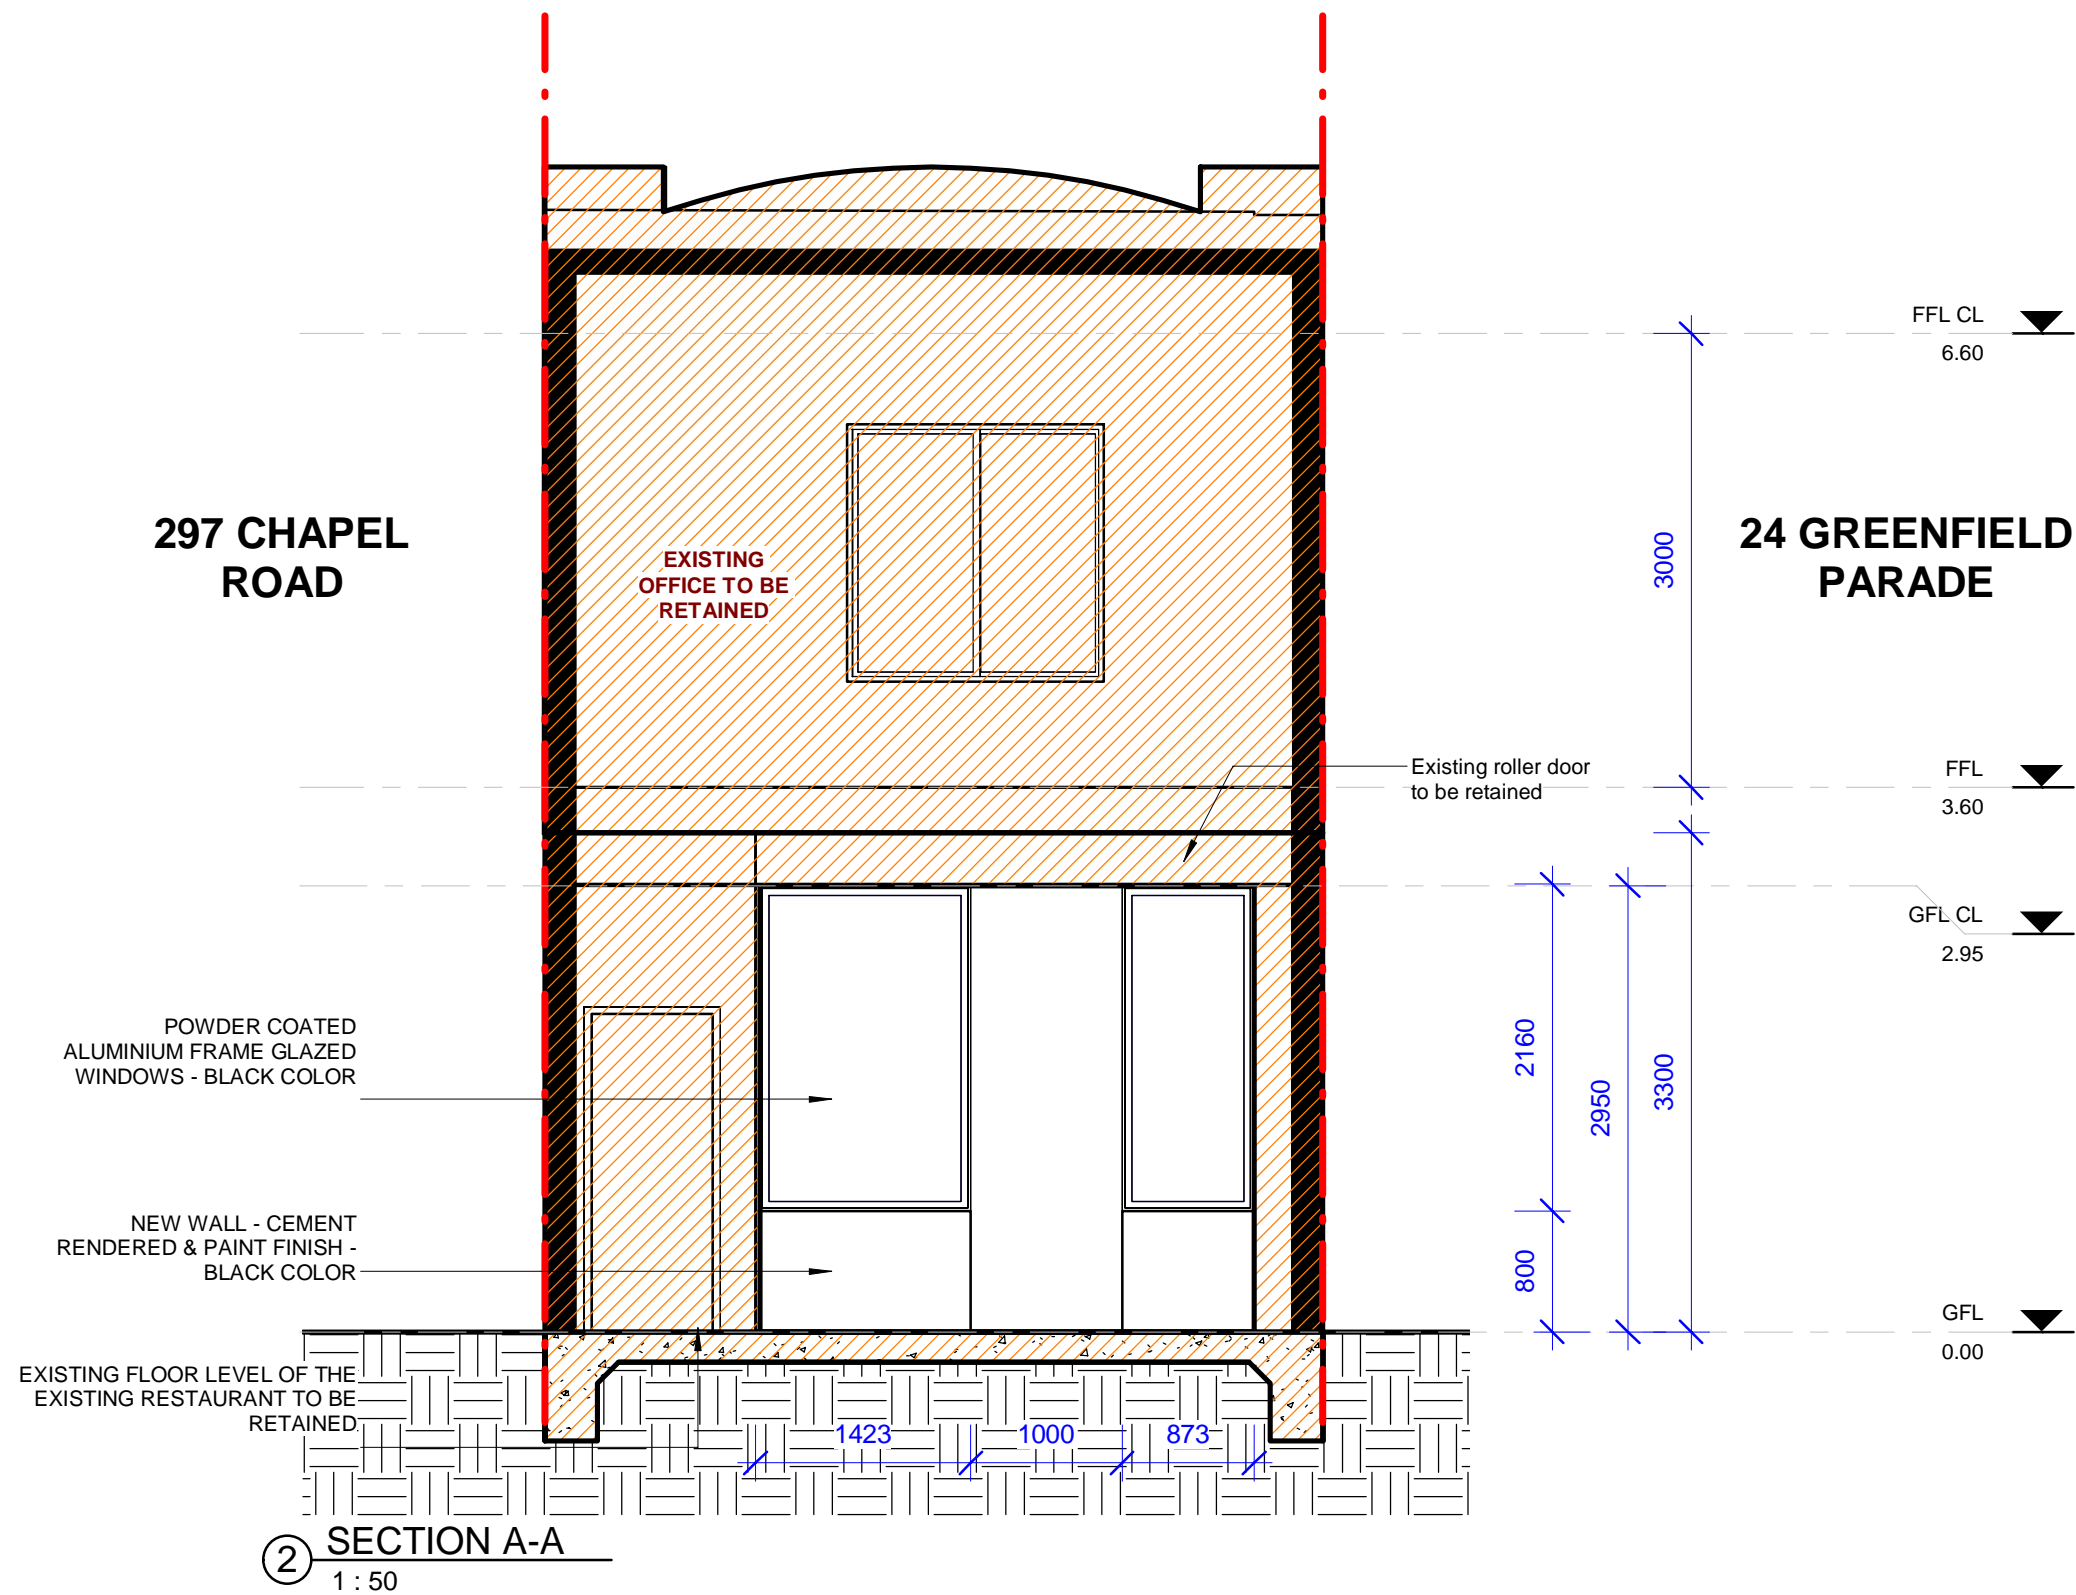 FFL CL
6.60
297 CHAPEL
ROAD
EXISTING
OFFICE TO BE
RETAINED
3000
24 GREENFIELD
PARADE
Existing roller door
to be retained
FFL
3.60
GFL CL
2.95
POWDER COATED
ALUMINIUM FRAME GLAZED
WINDOWS - BLACK COLOR
2160
2950
3300
NEW WALL - CEMENT
RENDERED & PAINT FINISH -
BLACK COLOR
800
GFL
0.00
EXISTING FLOOR LEVEL OF THE
EXISTING RESTAURANT TO BE
RETAINED
1423
1000
873
2
SECTION A-A
1 : 50